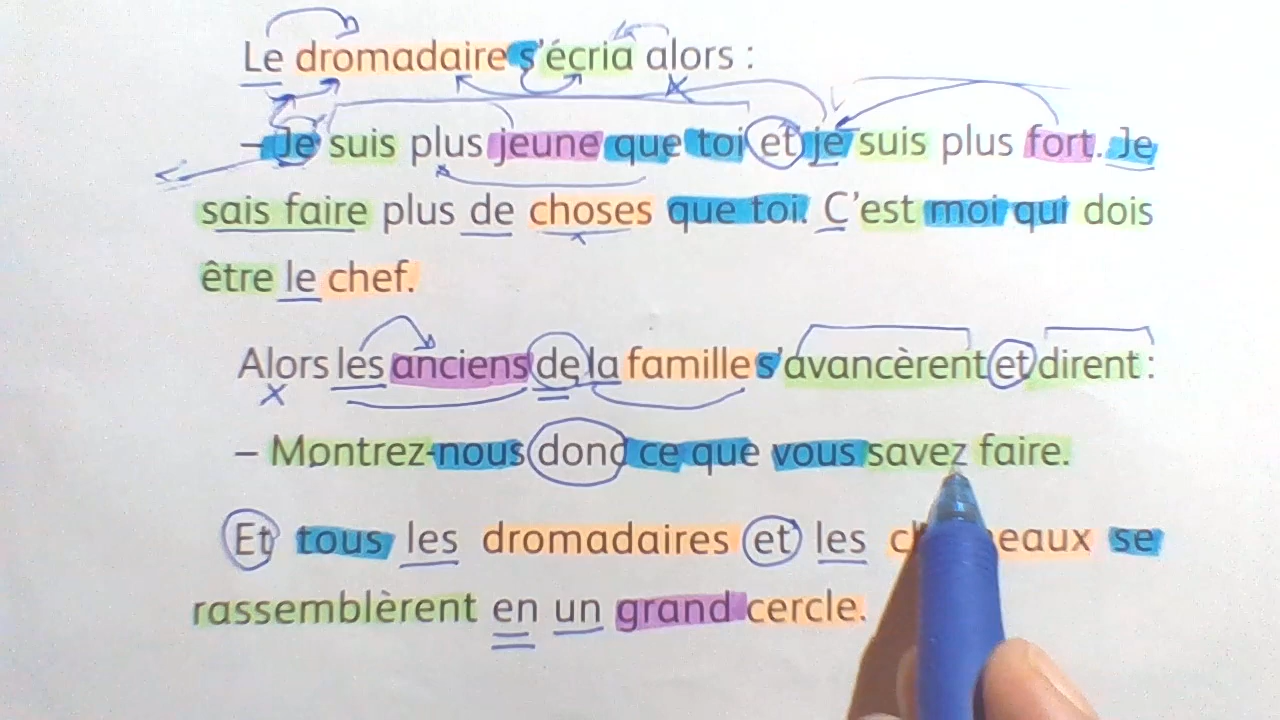 Le dromadaire s'écria alors :
– Je suis plus jeune que toi et je suis plus fort. Je
sais faire plus de choses que toi. C'est moi qui dois
être le chef.
Alors les anciens de la famille s'avancèrent et dirent :
– Montrez-nous donc ce que vous savez faire.
Et tous les dromadaires et les se
rassemblèrent en un grand cercle.